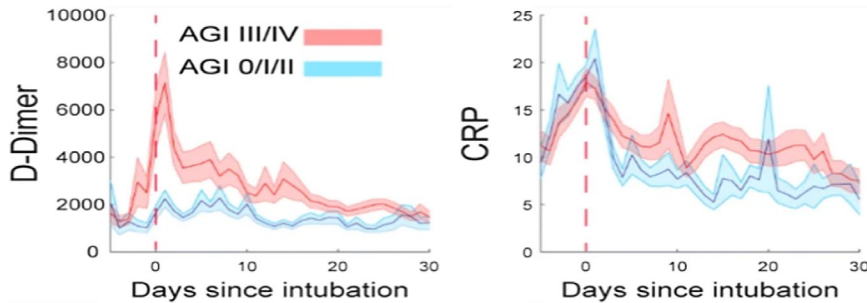 10000
8000
6000
4000
2000
0
D-Dimer
AGI III/IV
AGI 0/I/II
0 10 20 30
Days since intubation
25
20
15
10
5
0
CRP
0 10 20 30
Days since intubation